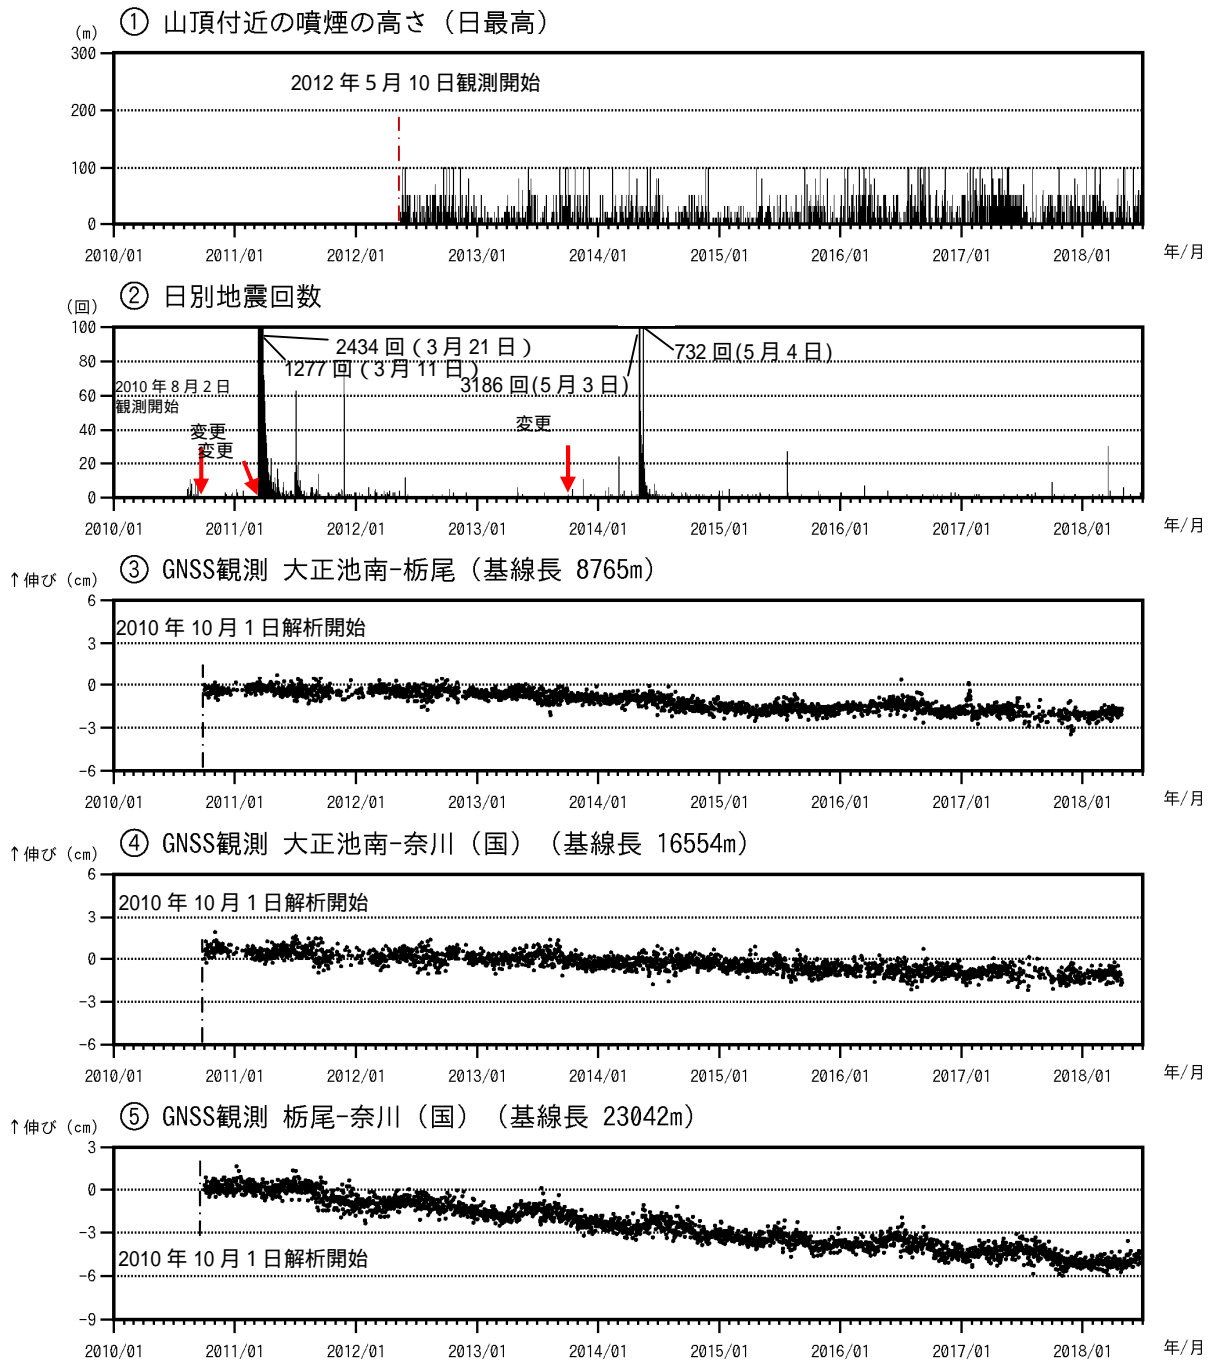 ① 山頂付近の噴煙の高さ（日最高）
(m)
300
2012 年 5 月 10 日観測開始
200
100
0
2010/01 2011/01 2012/01 2013/01 2014/01 2015/01 2016/01 2017/01 2018/01 年/月
② 日別地震回数
(回)
100
2434 回 ( 3 月 21 日 )
732 回(5 月 4 日)
80
1277 回 ( 3 月 11 日 )
3186 回(5 月 3 日)
2010 年 8 月 2 日
観測開始
60
変更
変更
変更
40
20
0
2010/01 2011/01 2012/01 2013/01 2014/01 2015/01 2016/01 2017/01 2018/01 年/月
③ GNSS観測 大正池南-栃尾（基線長 8765m）
↑伸び (cm)
6
2010 年 10 月 1 日解析開始
3
0
-3
-6
2010/01 2011/01 2012/01 2013/01 2014/01 2015/01 2016/01 2017/01 2018/01 年/月
④ GNSS観測 大正池南-奈川（国）（基線長 16554m）
↑伸び (cm)
6
2010 年 10 月 1 日解析開始
3
0
-3
-6
2010/01 2011/01 2012/01 2013/01 2014/01 2015/01 2016/01 2017/01 2018/01 年/月
⑤ GNSS観測 栃尾-奈川（国）（基線長 23042m）
↑伸び (cm)
3
0
-3
2010 年 10 月 1 日解析開始
-6
-9
2010/01 2011/01 2012/01 2013/01 2014/01 2015/01 2016/01 2017/01 2018/01 年/月